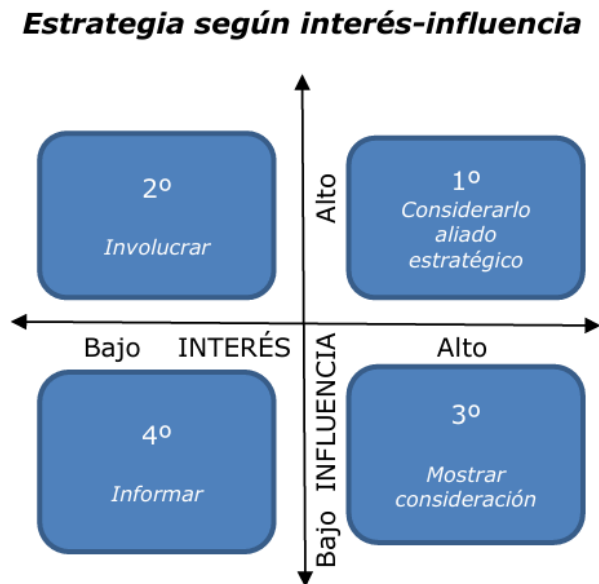 Estrategia según interés-influencia
2º
Involucrar
Alto
1º
Considerarlo
aliado
estratégico
Bajo
INTERÉS
Alto
4º
Informar
Bajo
INFLUENCIA
3º
Mostrar
consideración